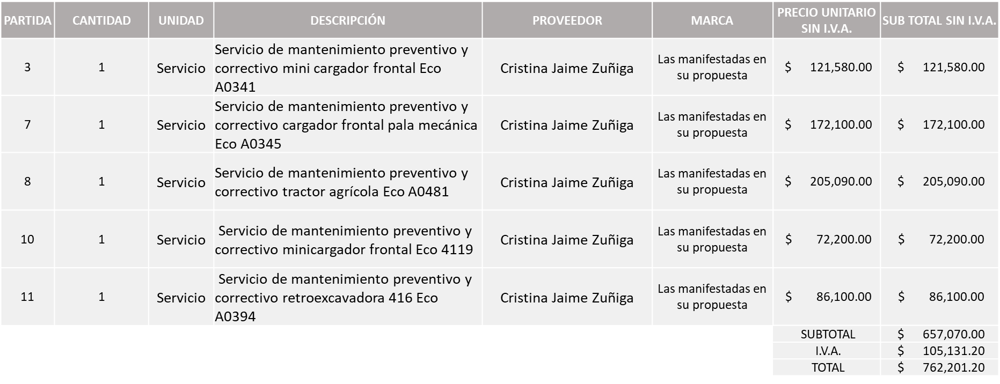 PARTIDA CANTIDAD UNIDAD DESCRIPCIÓN PROVEEDOR MARCA PRECIO UNITARIO SIN I.V.A. SUB TOTAL SIN I.V.A.
Servicio de mantenimiento preventivo y
3 1 Servicio correctivo mini cargador frontal Eco Cristina Jaime Zuñiga Las manifestadas en su propuesta $ 121,580.00 $ 121,580.00
A0341
Servicio de mantenimiento preventivo y
7 1 Servicio correctivo cargador frontal pala mecánica Cristina Jaime Zuñiga Las manifestadas en su propuesta $ 172,100.00 $ 172,100.00
Eco A0345
Servicio de mantenimiento preventivo y
8 1 Servicio correctivo tractor agrícola Eco A0481 Cristina Jaime Zuñiga Las manifestadas en su propuesta $ 205,090.00 $ 205,090.00
Servicio de mantenimiento preventivo y
10 1 Servicio correctivo minicargador frontal Eco 4119 Cristina Jaime Zuñiga Las manifestadas en su propuesta $ 72,200.00 $ 72,200.00
Servicio de mantenimiento preventivo y
11 1 Servicio correctivo retroexcavadora 416 Eco Cristina Jaime Zuñiga Las manifestadas en su propuesta $ 86,100.00 $ 86,100.00
A0394
SUBTOTAL $ 657,070.00
I.V.A. $ 105,131.20
TOTAL $ 762,201.20